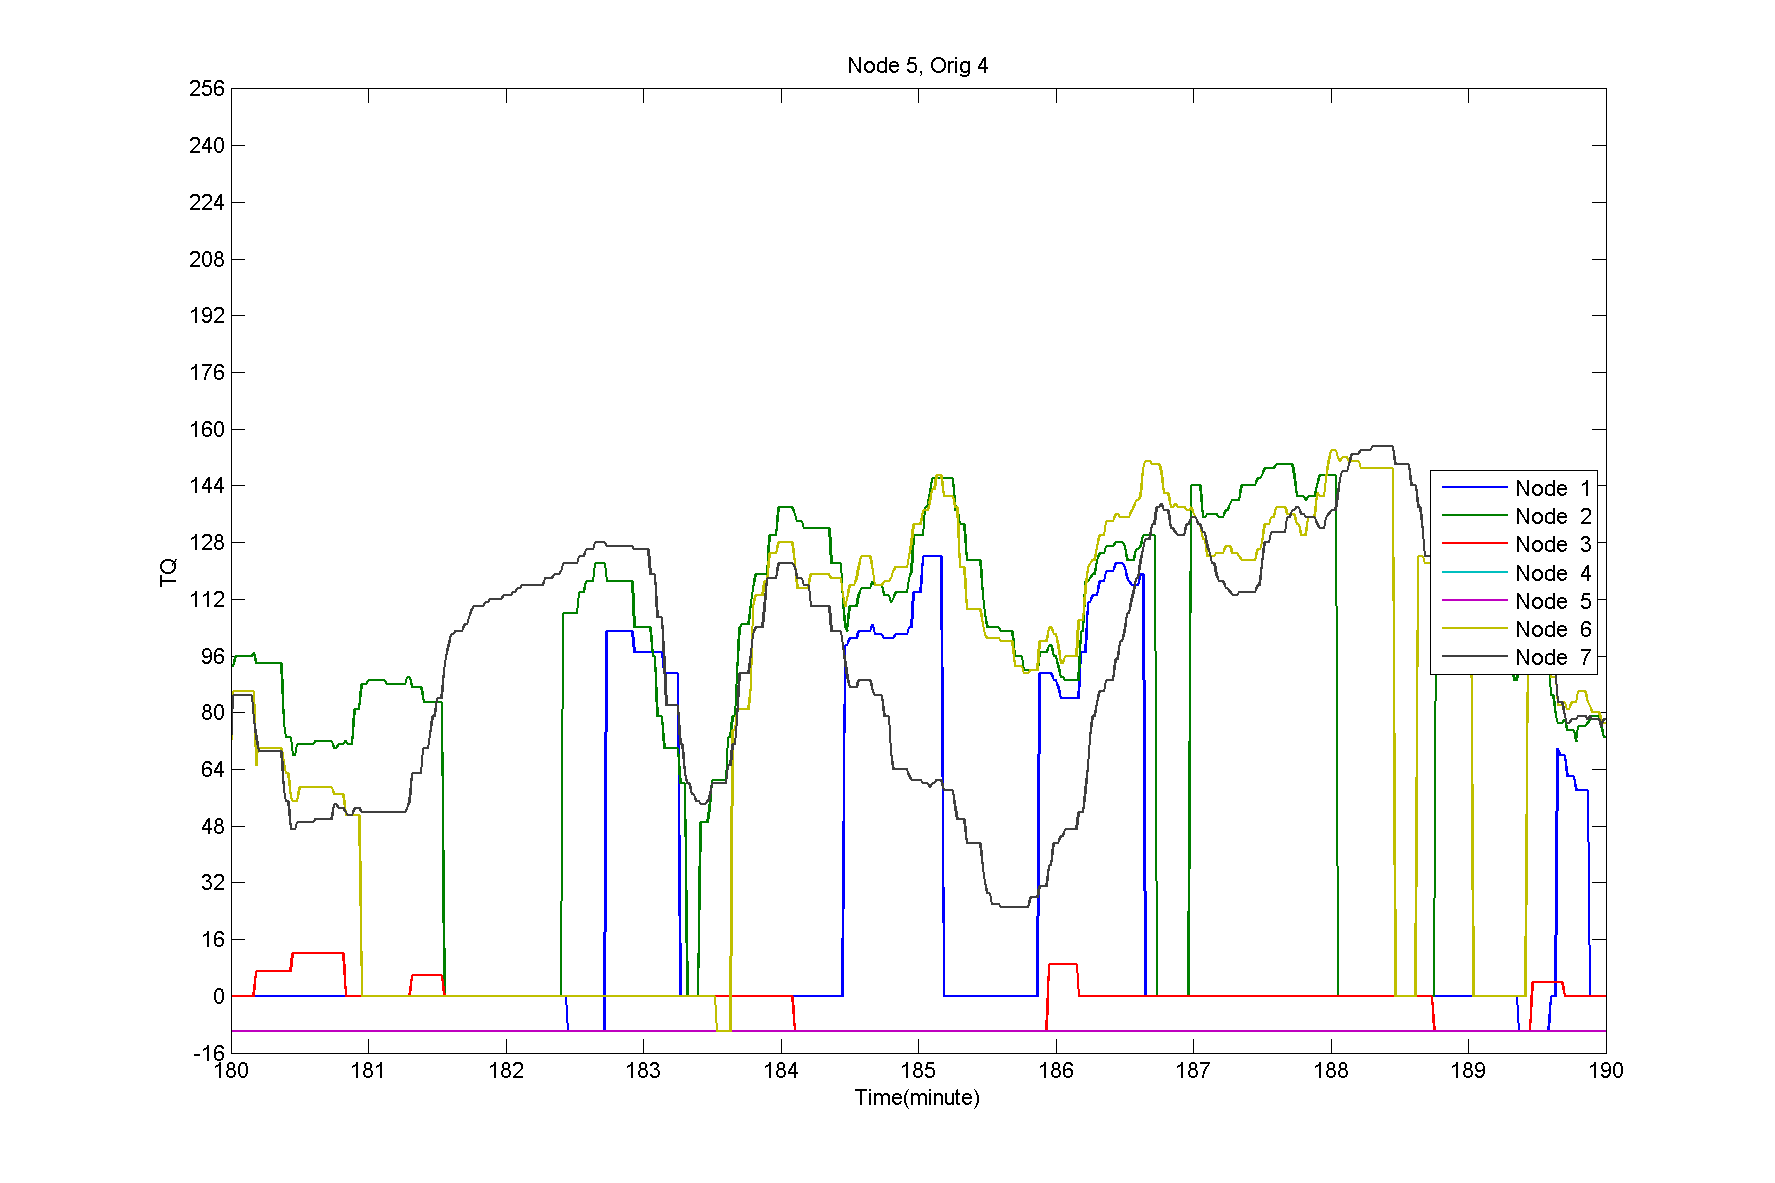 Node 5, Orig 4
256
240
224
208
192
176
160
144
128
112
96
80
64
48
32
16
0
-16
TQ
Node 1
Node 2
Node 3
Node 4
Node 5
Node 6
Node 7
180 181 182 183 184 185 186 187 188 189 190
Time(minute)